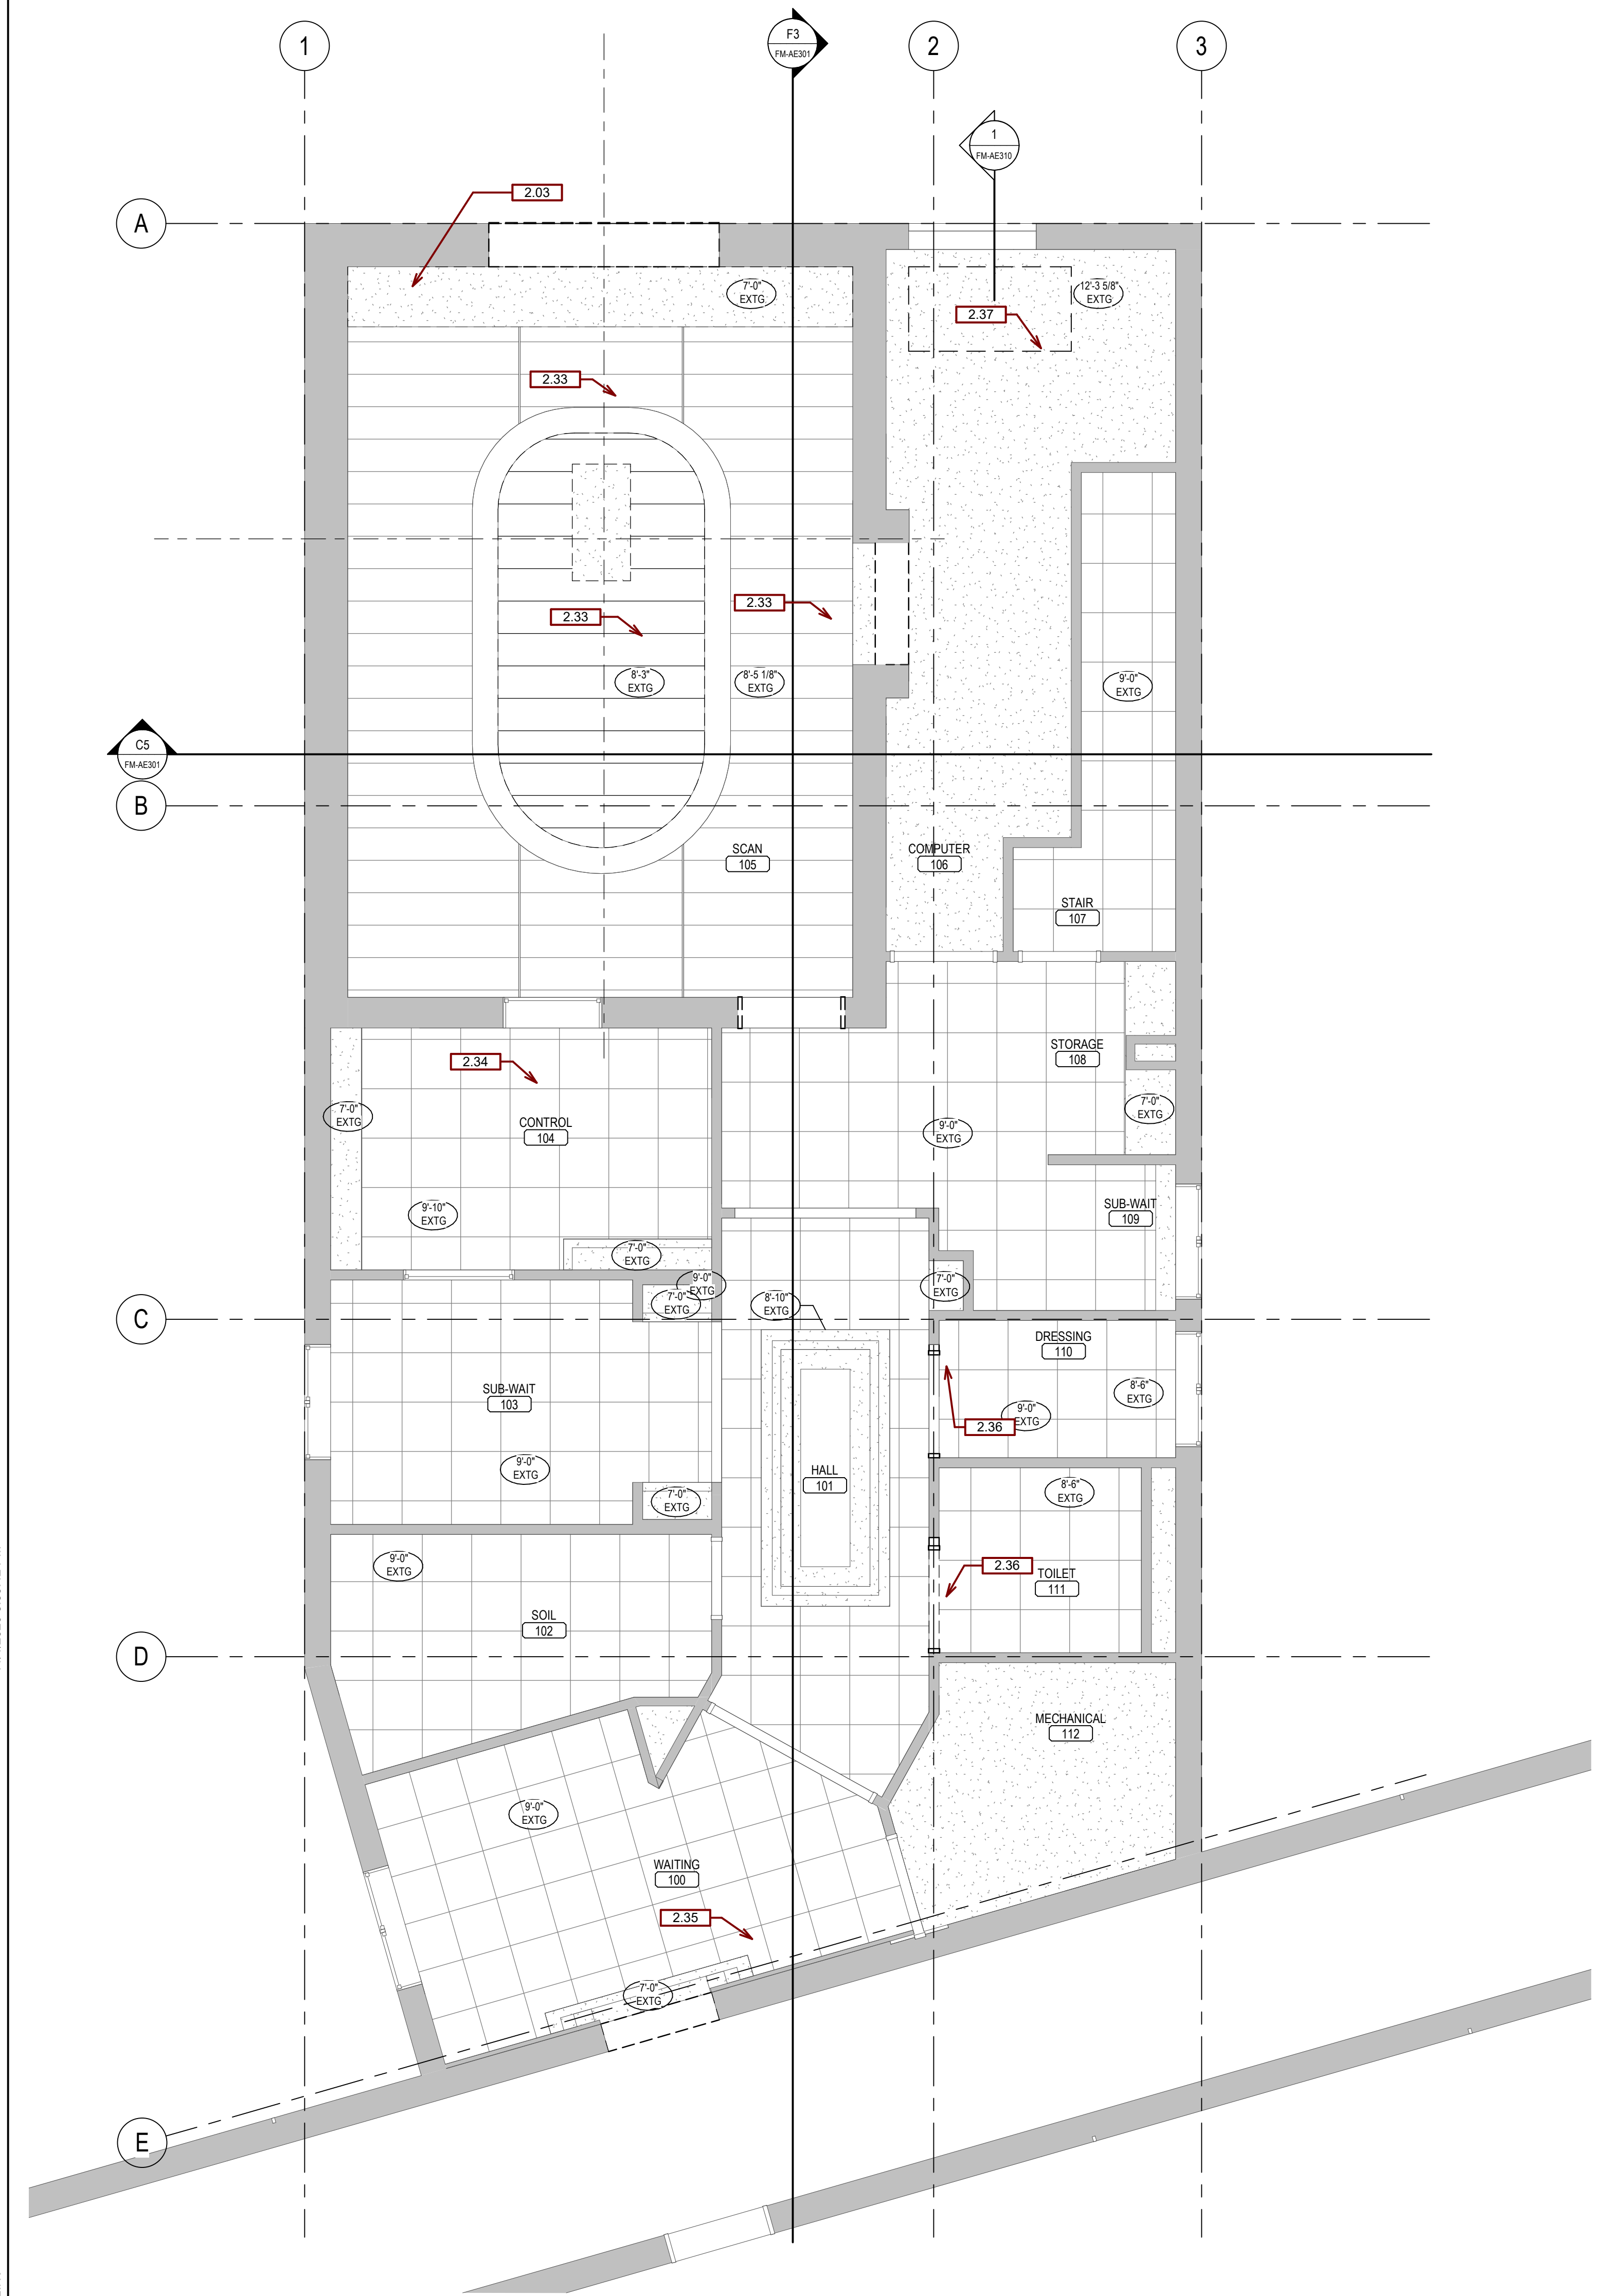 1
F3
FM-AE301
2
3
1
FM-AE310
2.03
A
7'-0"
EXTG
12'-3 5/8"
EXTG
2.37
2.33
2.33
2.33
8'-3"
EXTG
8'-5 1/8"
EXTG
9'-0"
EXTG
C5
FM-AE301
B
SCAN
105
COMPUTER
106
STAIR
107
2.34
STORAGE
108
7'-0"
EXTG
CONTROL
104
9'-0"
EXTG
7'-0"
EXTG
9'-10"
EXTG
SUB-WAIT
109
7'-0"
EXTG
9'-0"
EXTG
7'-0"
EXTG
7'-0"
EXTG
8'-10"
EXTG
C
DRESSING
110
SUB-WAIT
103
8'-6"
EXTG
9'-0"
EXTG
2.36
9'-0"
EXTG
HALL
101
7'-0"
EXTG
8'-6"
EXTG
9'-0"
EXTG
2.36
TOILET
111
SOIL
102
D
MECHANICAL
112
9'-0"
EXTG
WAITING
100
2.35
7'-0"
EXTG
E